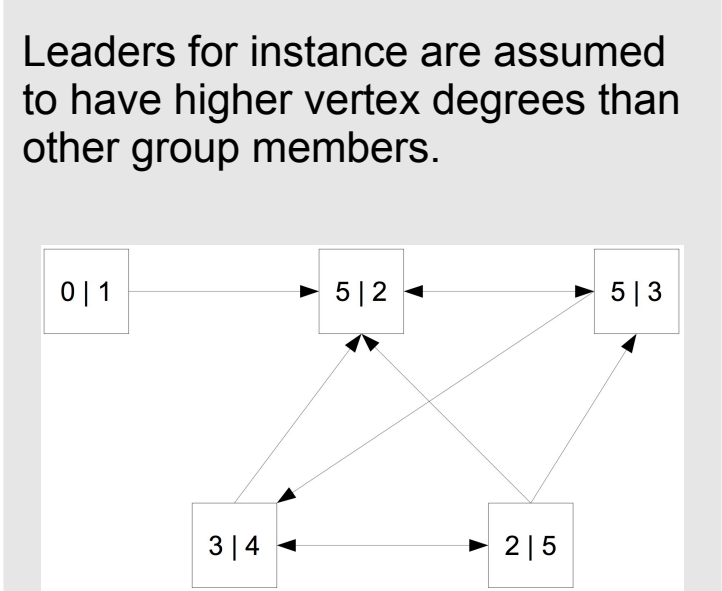 Leaders for instance are assumed
to have higher vertex degrees than
other group members.
0 | 1
5 | 2
5 | 3
3 | 4
2 | 5